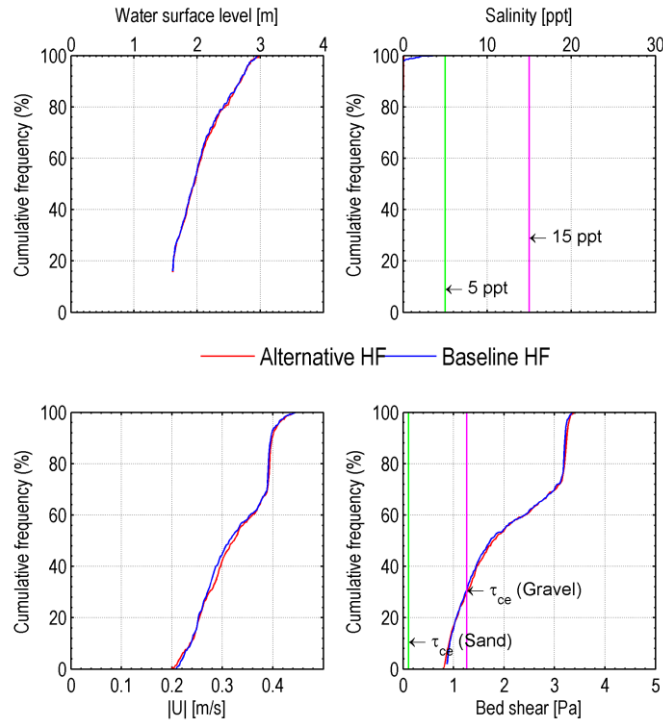 Water surface level [m]
0 1 2 3 4
Cumulative frequency (%)
100
80
60
40
20
0
Salinity [ppt]
0 10 20 30
Cumulative frequency (%)
100
80
60
40
20
0
← 15 ppt
← 5 ppt
Alternative HF
Baseline HF
Cumulative frequency (%)
100
80
60
40
20
0
0 0.1 0.2 0.3 0.4
|U| [m/s]
Cumulative frequency (%)
100
80
60
40
20
0
← τce (Gravel)
← τce (Sand)
0 1 2 3 4 5
Bed shear [Pa]